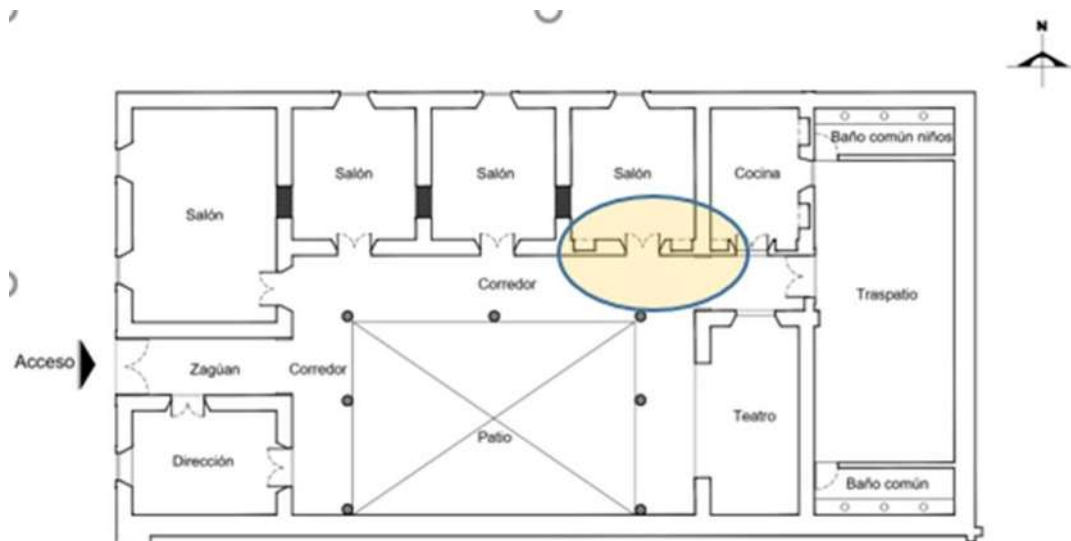 N
Baño común niños
Salón
Salón
Salón
Cocina
Salón
Corredor
Traspatio
Acceso
Zagúan
Corredor
Teatro
Patio
Dirección
Baño común